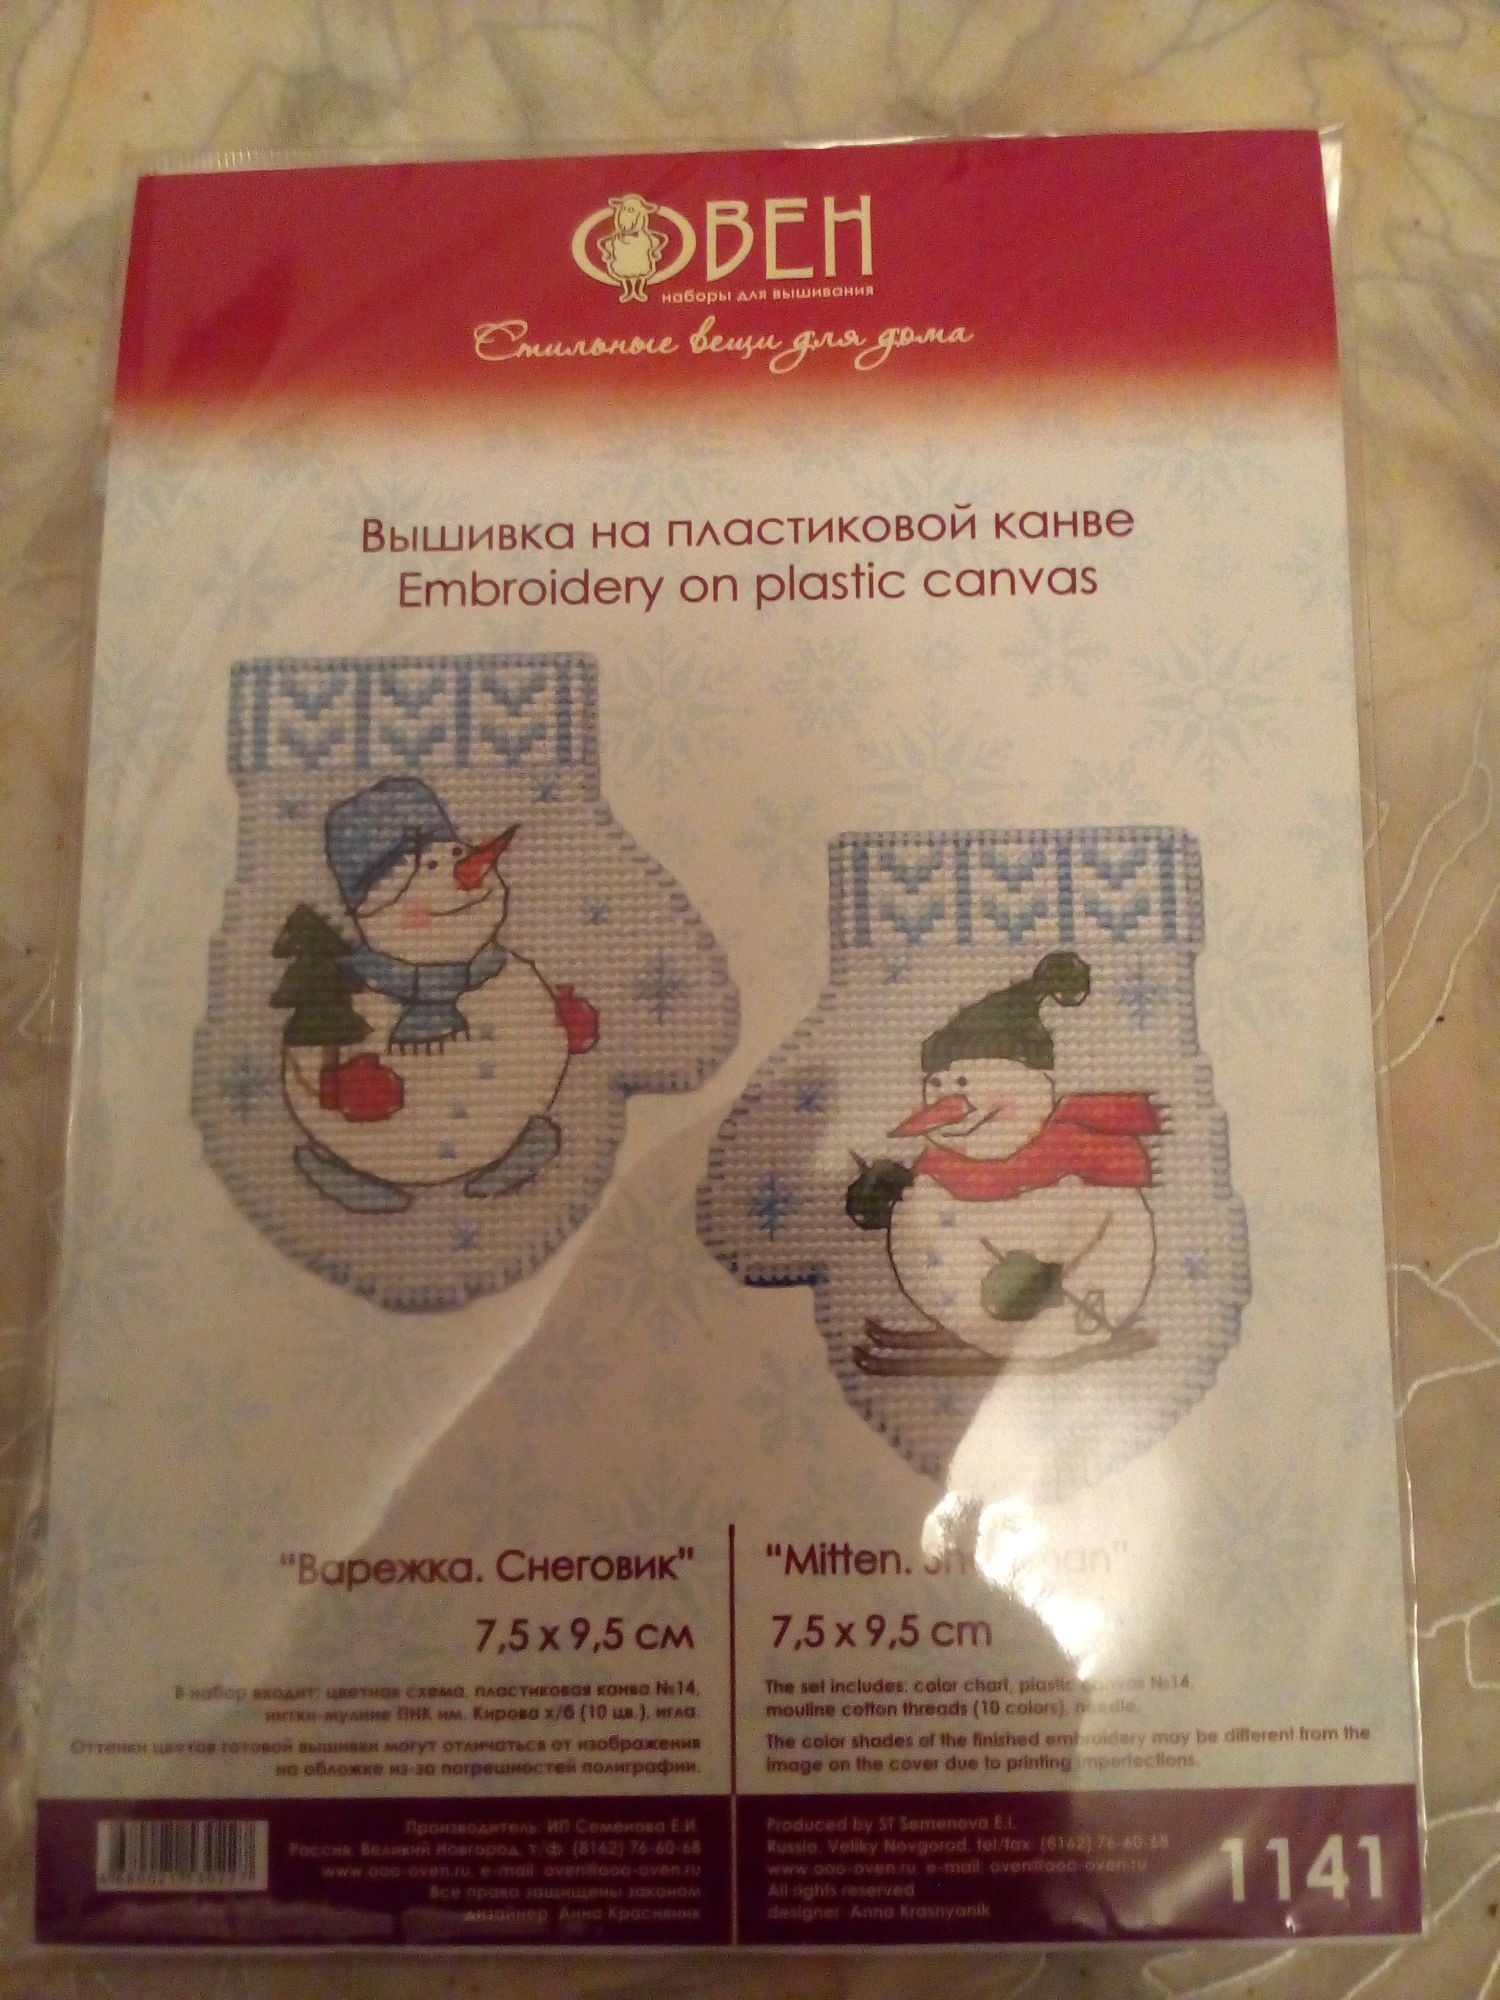 ОВЕН
наборы для вышивания
Стильные вещи для дома
Вышивка на пластиковой канве
Embroidery on plastic canvas
"Варежка. Снеговик"
7,5 x 9,5 см
В набор входит: цветная схема, пластиковая канва №14,
нитки-мулине ПНК им. Кирова х/б (10 цв.), игла.
Оттенки цветов готовой вышивки могут отличаться от изображения
на обложке из-за погрешностей полиграфии.
"Mitten.
7,5 x 9,5 cm
The set includes: color chart, plastic canvas №14,
mouline cotton threads (10 colors), needle.
The color shades of the finished embroidery may be different from the
image on the cover due to printing imperfections.
Производитель: ИП Семенова Е.И.
Россия, Великий Новгород, т/ф: (8162) 76-60-68
www.ooo-oven.ru, e-mail: oven@ooo-oven.ru
Все права защищены законом
дизайнер: Анна Красняник
Produced by ST Semenova E.I.
Russia, Veliky Novgorod, tel/fax: (8162) 76-60-68
www.ooo-oven.ru, e-mail: oven@ooo-oven.ru
All rights reserved
designer: Anna Krasnyanik
1141